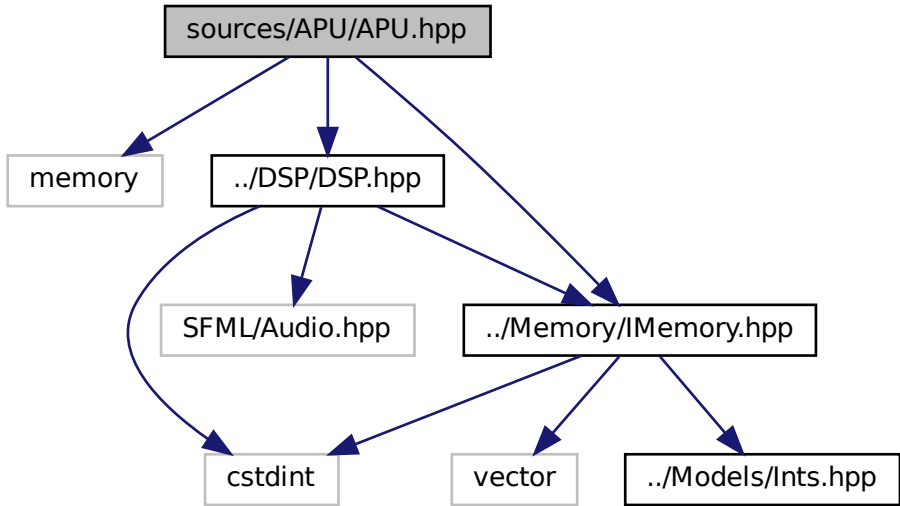 sources/APU/APU.hpp
memory
../DSP/DSP.hpp
SFML/Audio.hpp
../Memory/IMemory.hpp
cstdint
vector
../Models/Ints.hpp